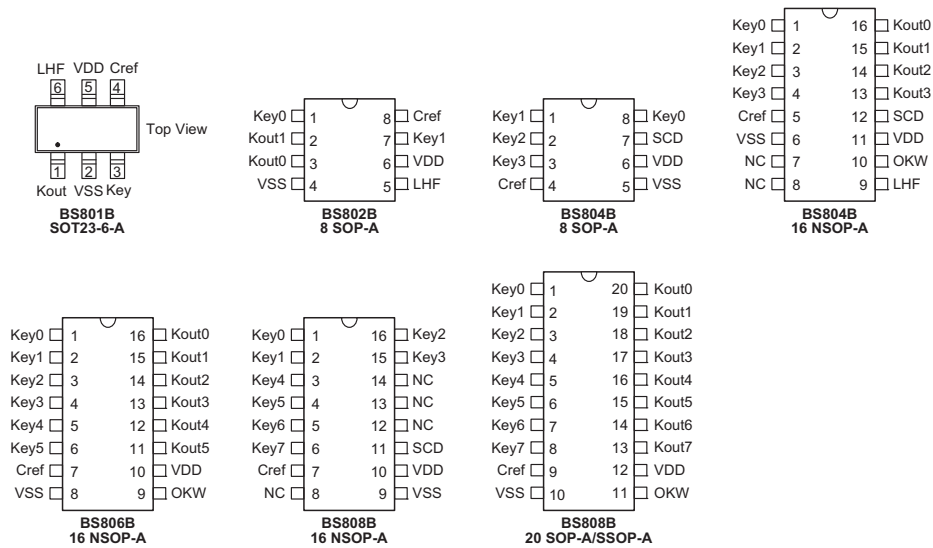 LHF VDD Cref
6 5 4
Top View
1 2 3
Kout VSS Key
BS801B
SOT23-6-A
Key0 1 8 Cref
Kout1 2 7 Key1
Kout0 3 6 VDD
VSS 4 5 LHF
BS802B
8 SOP-A
Key1 1 8 Key0
Key2 2 7 SCD
Key3 3 6 VDD
Cref 4 5 VSS
BS804B
8 SOP-A
Key0 1 16 Kout0
Key1 2 15 Kout1
Key2 3 14 Kout2
Key3 4 13 Kout3
Cref 5 12 SCD
VSS 6 11 VDD
NC 7 10 OKW
NC 8 9 LHF
BS804B
16 NSOP-A
Key0 1 16 Kout0
Key1 2 15 Kout1
Key2 3 14 Kout2
Key3 4 13 Kout3
Key4 5 12 Kout4
Key5 6 11 Kout5
Cref 7 10 VDD
VSS 8 9 OKW
BS806B
16 NSOP-A
Key0 1 16 Key2
Key1 2 15 Key3
Key4 3 14 NC
Key5 4 13 NC
Key6 5 12 NC
Key7 6 11 SCD
Cref 7 10 VDD
NC 8 9 VSS
BS808B
16 NSOP-A
Key0 1 20 Kout0
Key1 2 19 Kout1
Key2 3 18 Kout2
Key3 4 17 Kout3
Key4 5 16 Kout4
Key5 6 15 Kout5
Key6 7 14 Kout6
Key7 8 13 Kout7
Cref 9 12 VDD
VSS 10 11 OKW
BS808B
20 SOP-A/SSOP-A